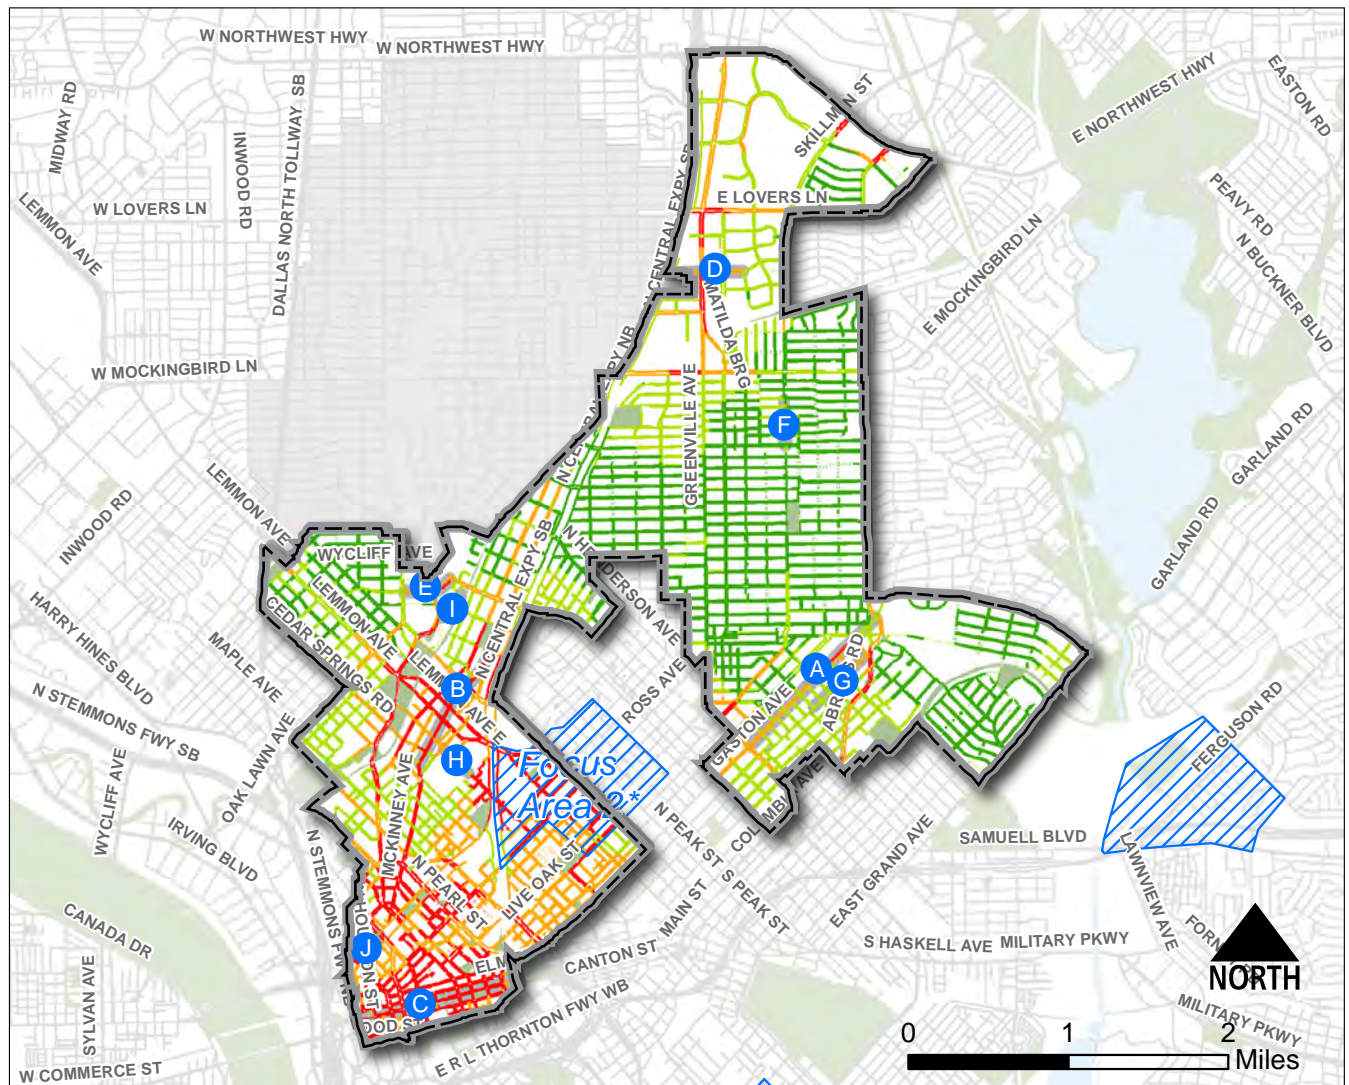 W NORTHWEST HWY
W NORTHWEST HWY
MIDWAY RD
INWOOD RD
DALLAS NORTH TOLLWAY SB
SKILLMAN ST
E NORTHWEST HWY
EASTON RD
LEMMON AVE
W LOVERS LN
E LOVERS LN
PEAVY RD
N BUCKNER BLVD
E MOCKINGBIRD LN
D
MATILDA BRG
W MOCKINGBIRD LN
GREENVILLE AVE
F
GARLAND RD
GARLAND RD
LEMMON AVE
INWOOD RD
WYCLIFF AVE
N CENTRAL EXPY SB
N HENDERSON AVE
E
I
LEMMON AVE
CEDAR SPRINGS RD
HARRY HINES BLVD
MAPLE AVE
N STEMMONS FWY SB
B
A
G
ROSS AVE
GASTON AVE
FERGUSON RD
OAK LAWN AVE
WYCLIFF AVE
IRVING BLVD
MCKINNEY AVE
H
Focus
Area 2*
N PEAK ST
S PEAK ST
SAMUELL BLVD
LAWNVIEW AVE
EAST GRAND AVE
N PEARL ST
LIVE OAK ST
MAIN ST
CANTON ST
S HASKELL AVE
MILITARY PKWY
CANADA DR
SYLVAN AVE
J
C
ELM
E R L THORNTON FWY WB
W COMMERCE ST
MILITARY PKWY
NORTH
0 1 2
Miles